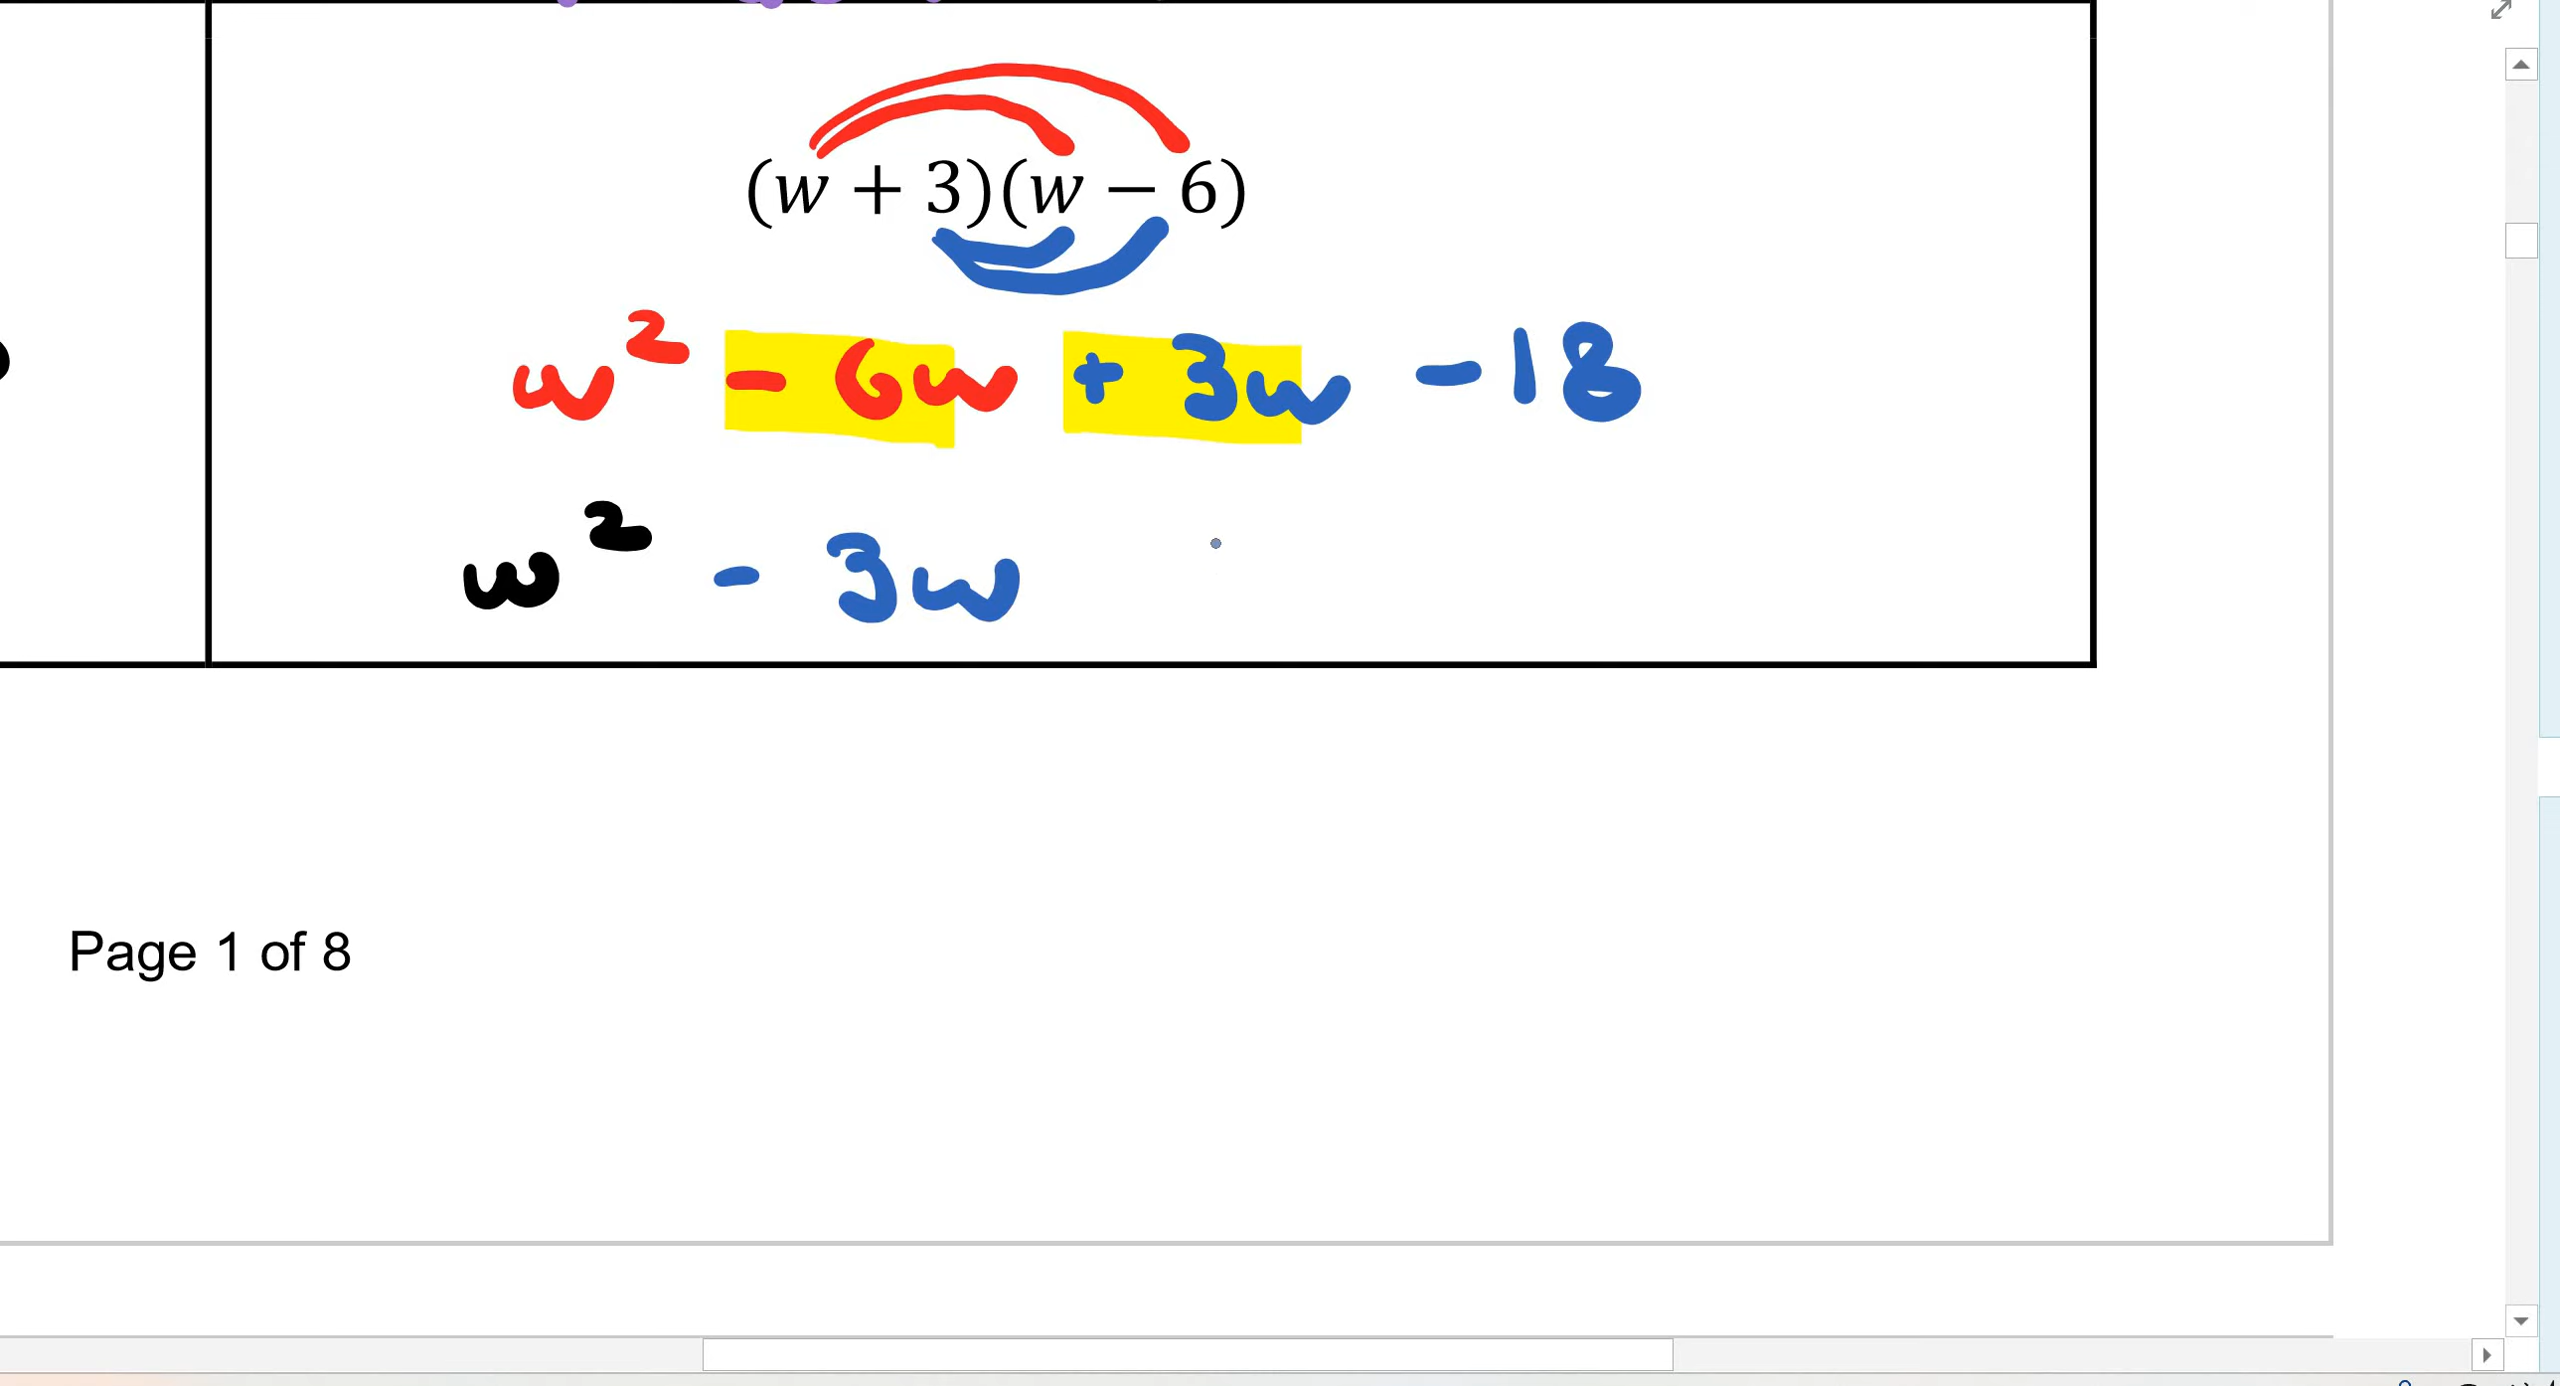 (w + 3)(w − 6)
w² - 6w + 3w - 18
w² - 3w
Page 1 of 8